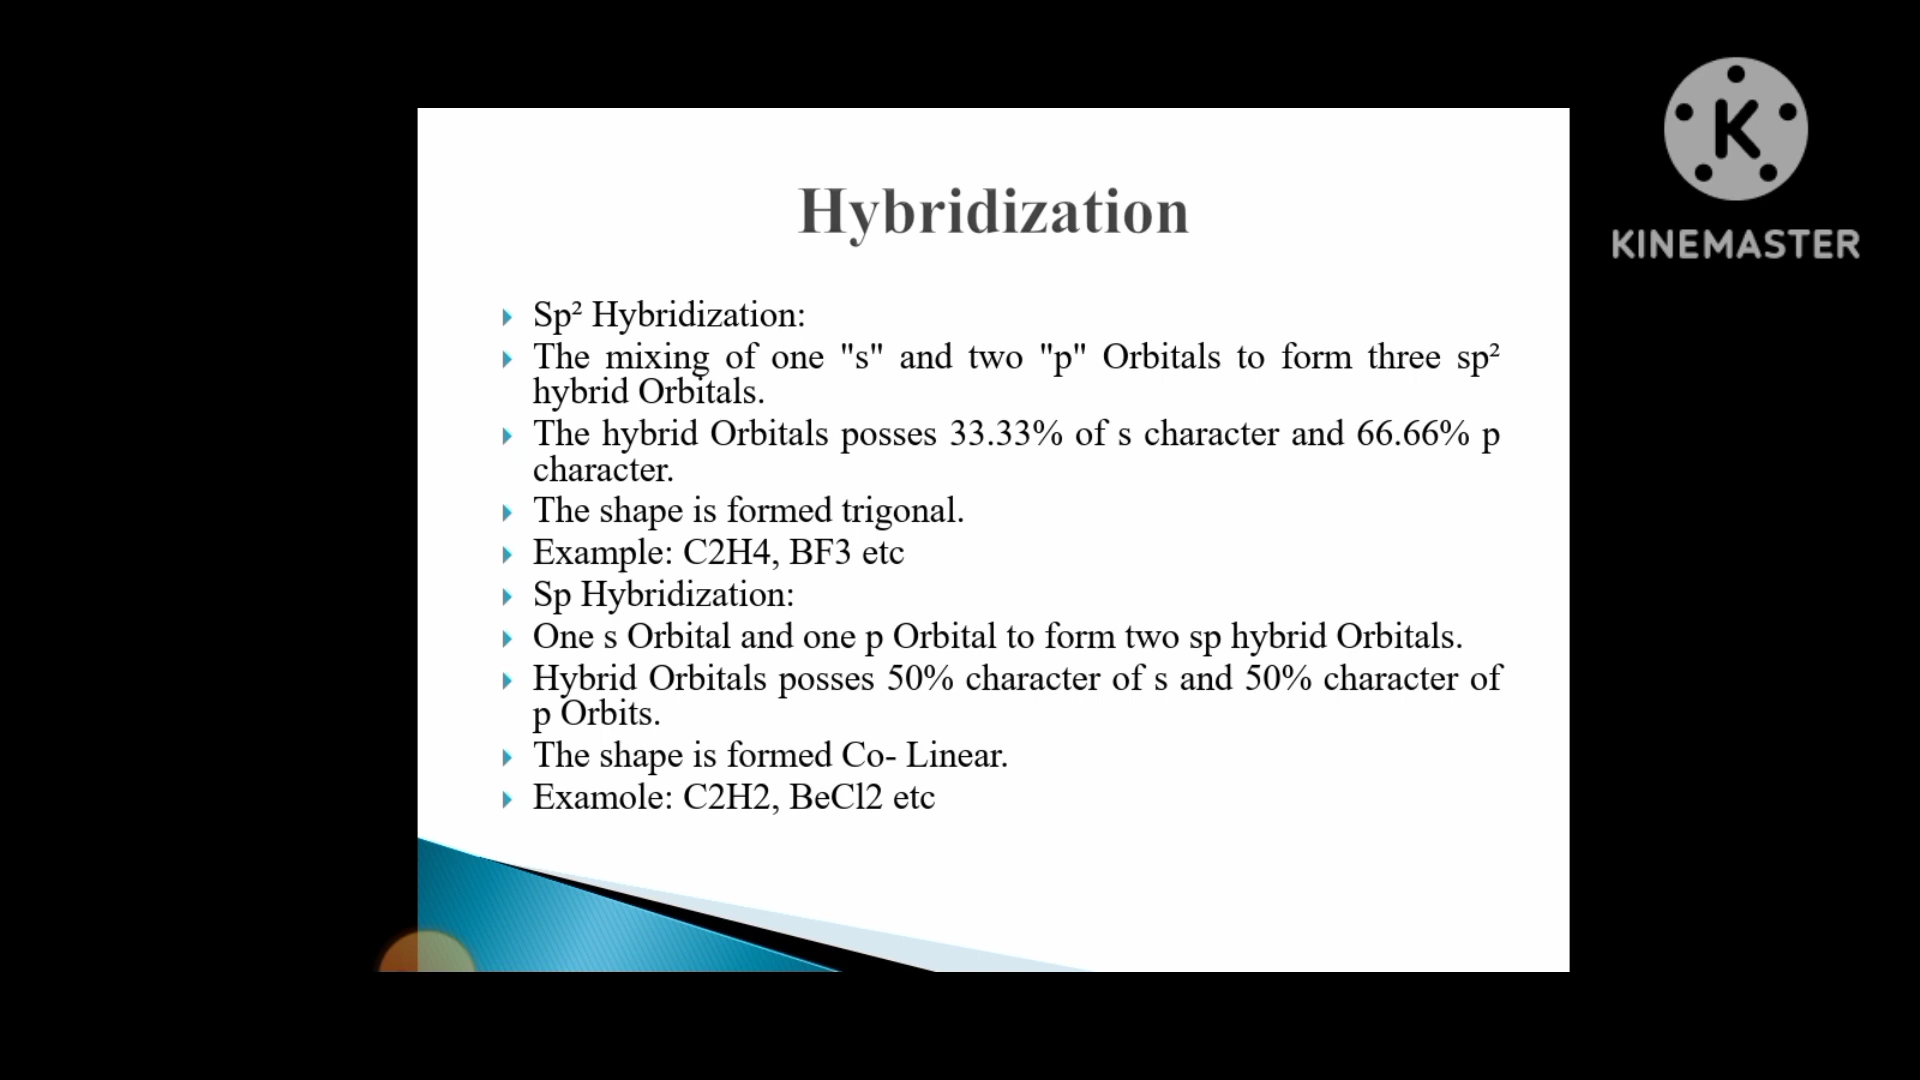 K
KINEMASTER
Hybridization
Sp² Hybridization:
The mixing of one "s" and two "p" Orbitals to form three sp²
hybrid Orbitals.
The hybrid Orbitals posses 33.33% of s character and 66.66% p
character.
The shape is formed trigonal.
Example: C2H4, BF3 etc
Sp Hybridization:
One s Orbital and one p Orbital to form two sp hybrid Orbitals.
Hybrid Orbitals posses 50% character of s and 50% character of
p Orbits.
The shape is formed Co- Linear.
Examole: C2H2, BeCl2 etc